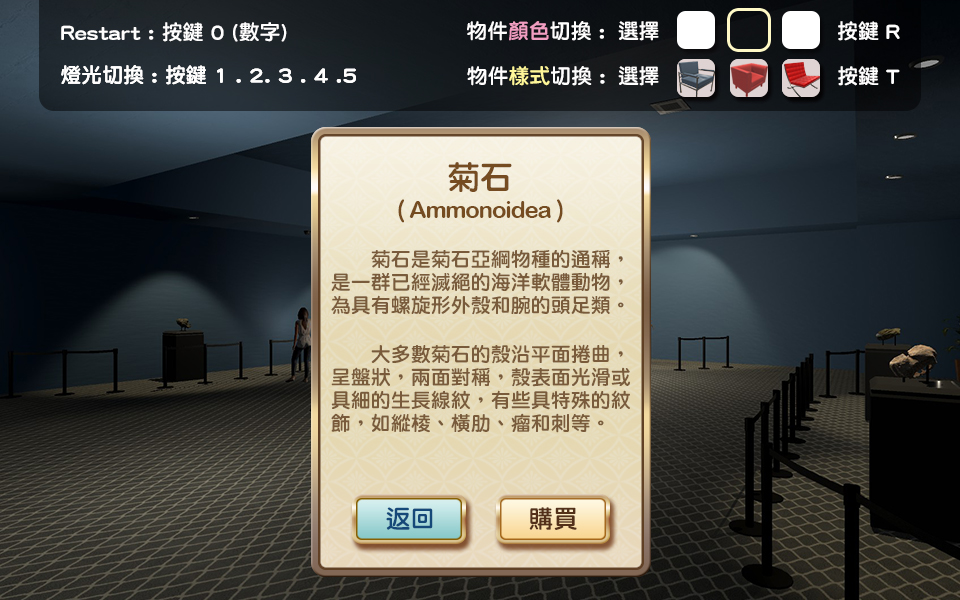 Restart : 按鍵 0 (數字)
物件顏色切換： 選擇 按鍵 R
燈光切換 : 按鍵 1 . 2. 3 . 4 .5
物件樣式切換： 選擇 按鍵 T
菊石
( Ammonoidea )
菊石是菊石亞綱物種的通稱，
是一群已經滅絕的海洋軟體動物，
為具有螺旋形外殼和腕的頭足類。
大多數菊石的殼沿平面捲曲，
呈盤狀，兩面對稱，殼表面光滑或
具細的生長線紋，有些具特殊的紋
飾，如縱棱、橫肋、瘤和刺等。
返回
購買